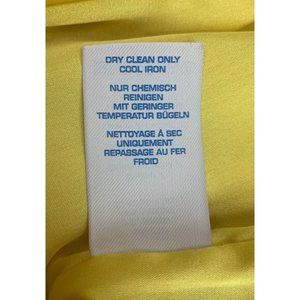 DRY CLEAN ONLY
COOL IRON
NUR CHEMISCH
REINIGEN
MIT GERINGER
TEMPERATUR BÜGELN
NETTOYAGE À SEC
UNIQUEMENT
REPASSAGE AU FER
FROID